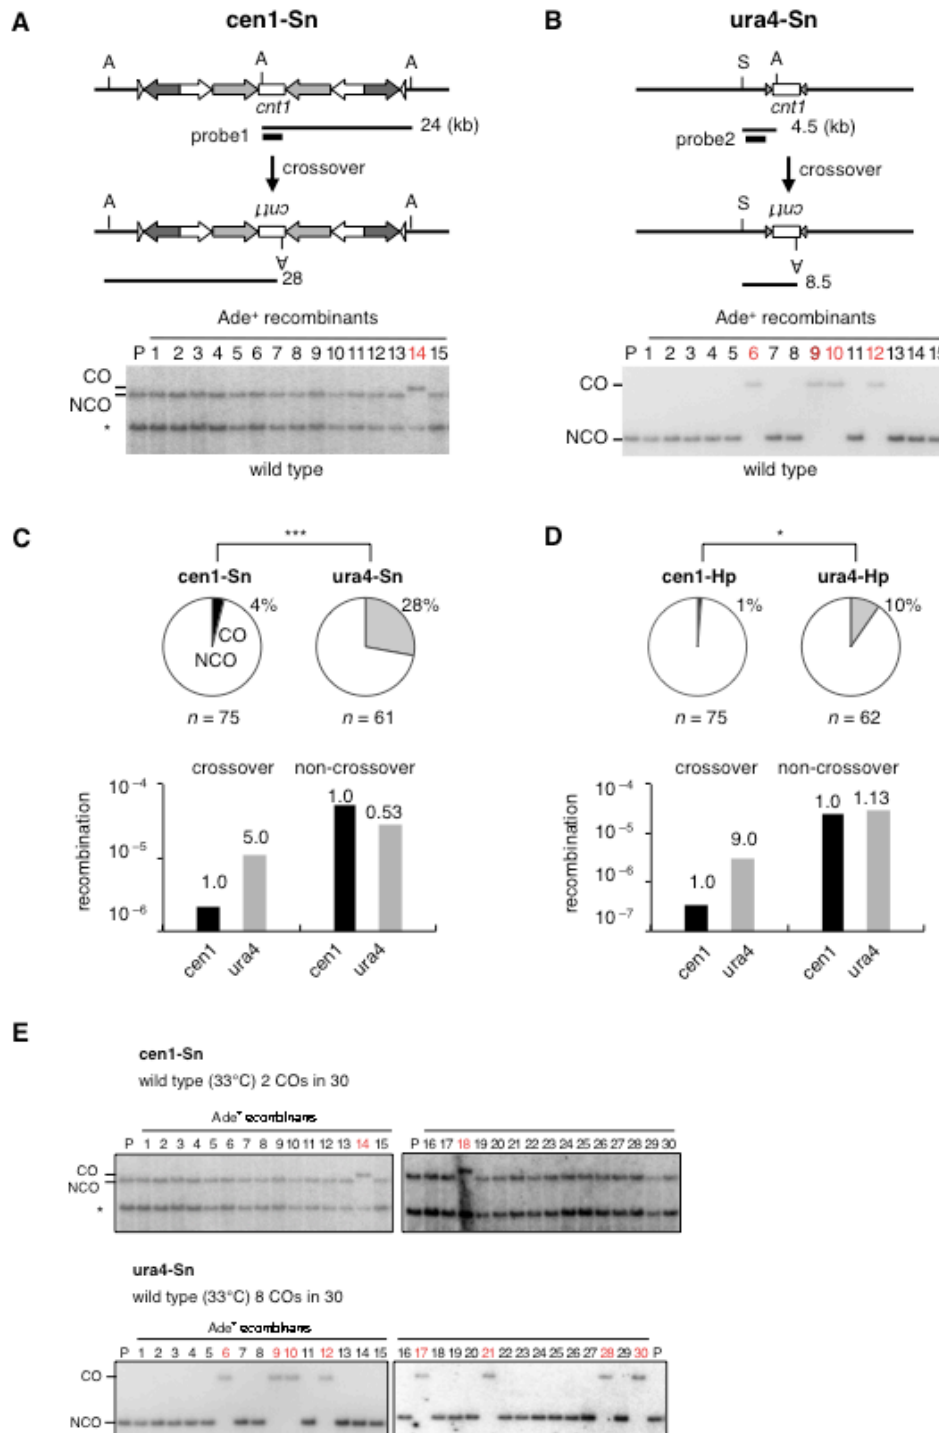 A
cen1-Sn
A A A
cnt1
24 (kb)
probe1
crossover
A cnt1 A
A
28
Ade⁺ recombinants
P 1 2 3 4 5 6 7 8 9 10 11 12 13 14 15
CO
NCO
*
wild type
B
ura4-Sn
S A
cnt1
4.5 (kb)
probe2
crossover
S cnt1
A
8.5
Ade⁺ recombinants
P 1 2 3 4 5 6 7 8 9 10 11 12 13 14 15
CO
NCO
wild type
C
***
cen1-Sn ura4-Sn
4% 28%
CO
NCO
n = 75 n = 61
crossover non-crossover
recombination
10⁻⁴
10⁻⁵
10⁻⁶
1.0 5.0 1.0 0.53
cen1 ura4 cen1 ura4
D
*
cen1-Hp ura4-Hp
1% 10%
n = 75 n = 62
crossover non-crossover
recombination
10⁻⁴
10⁻⁵
10⁻⁶
10⁻⁷
1.0 9.0 1.0 1.13
cen1 ura4 cen1 ura4
E
cen1-Sn
wild type (33°C) 2 COs in 30
Ade⁺ recombinans
P 1 2 3 4 5 6 7 8 9 10 11 12 13 14 15 P 16 17 18 19 20 21 22 23 24 25 26 27 28 29 30
CO
NCO
*
ura4-Sn
wild type (33°C) 8 COs in 30
Ade⁺ recombinans
P 1 2 3 4 5 6 7 8 9 10 11 12 13 14 15 16 17 18 19 20 21 22 23 24 25 26 27 28 29 30 P
CO
NCO